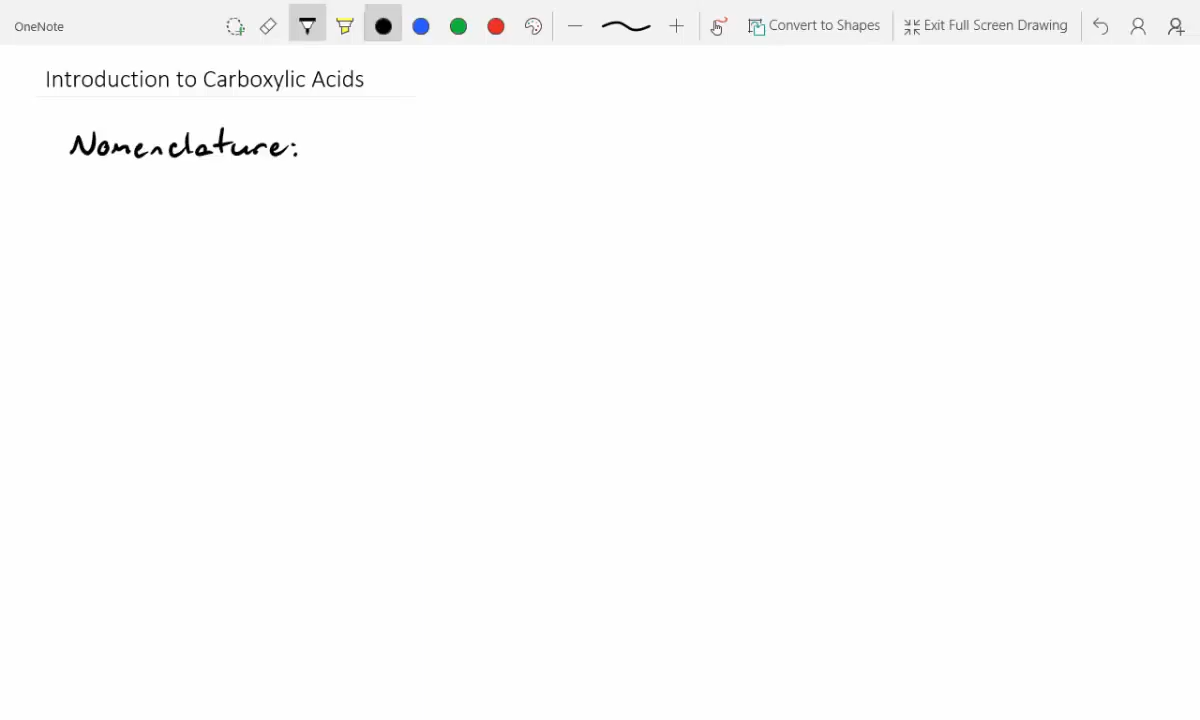 OneNote
Convert to Shapes
Exit Full Screen Drawing
Introduction to Carboxylic Acids
Nomenclature: